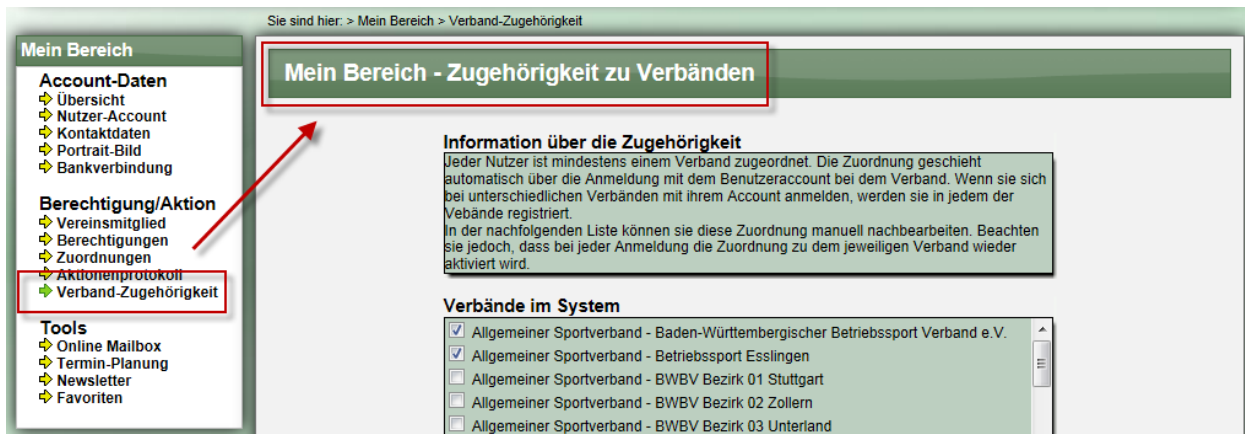 Sie sind hier: > Mein Bereich > Verband-Zugehörigkeit
Mein Bereich
Account-Daten
Übersicht
Nutzer-Account
Kontaktdaten
Portrait-Bild
Bankverbindung
Berechtigung/Aktion
Vereinsmitglied
Berechtigungen
Zuordnungen
Aktionenprotokoll
Verband-Zugehörigkeit
Tools
Online Mailbox
Termin-Planung
Newsletter
Favoriten
Mein Bereich - Zugehörigkeit zu Verbänden
Information über die Zugehörigkeit
Jeder Nutzer ist mindestens einem Verband zugeordnet. Die Zuordnung geschieht
automatisch über die Anmeldung mit dem Benutzeraccount bei dem Verband. Wenn sie sich
bei unterschiedlichen Verbänden mit ihrem Account anmelden, werden sie in jedem der
Vebände registriert.
In der nachfolgenden Liste können sie diese Zuordnung manuell nachbearbeiten. Beachten
sie jedoch, dass bei jeder Anmeldung die Zuordnung zu dem jeweiligen Verband wieder
aktiviert wird.
Verbände im System
Allgemeiner Sportverband - Baden-Württembergischer Betriebssport Verband e.V.
Allgemeiner Sportverband - Betriebssport Esslingen
Allgemeiner Sportverband - BWBV Bezirk 01 Stuttgart
Allgemeiner Sportverband - BWBV Bezirk 02 Zollern
Allgemeiner Sportverband - BWBV Bezirk 03 Unterland